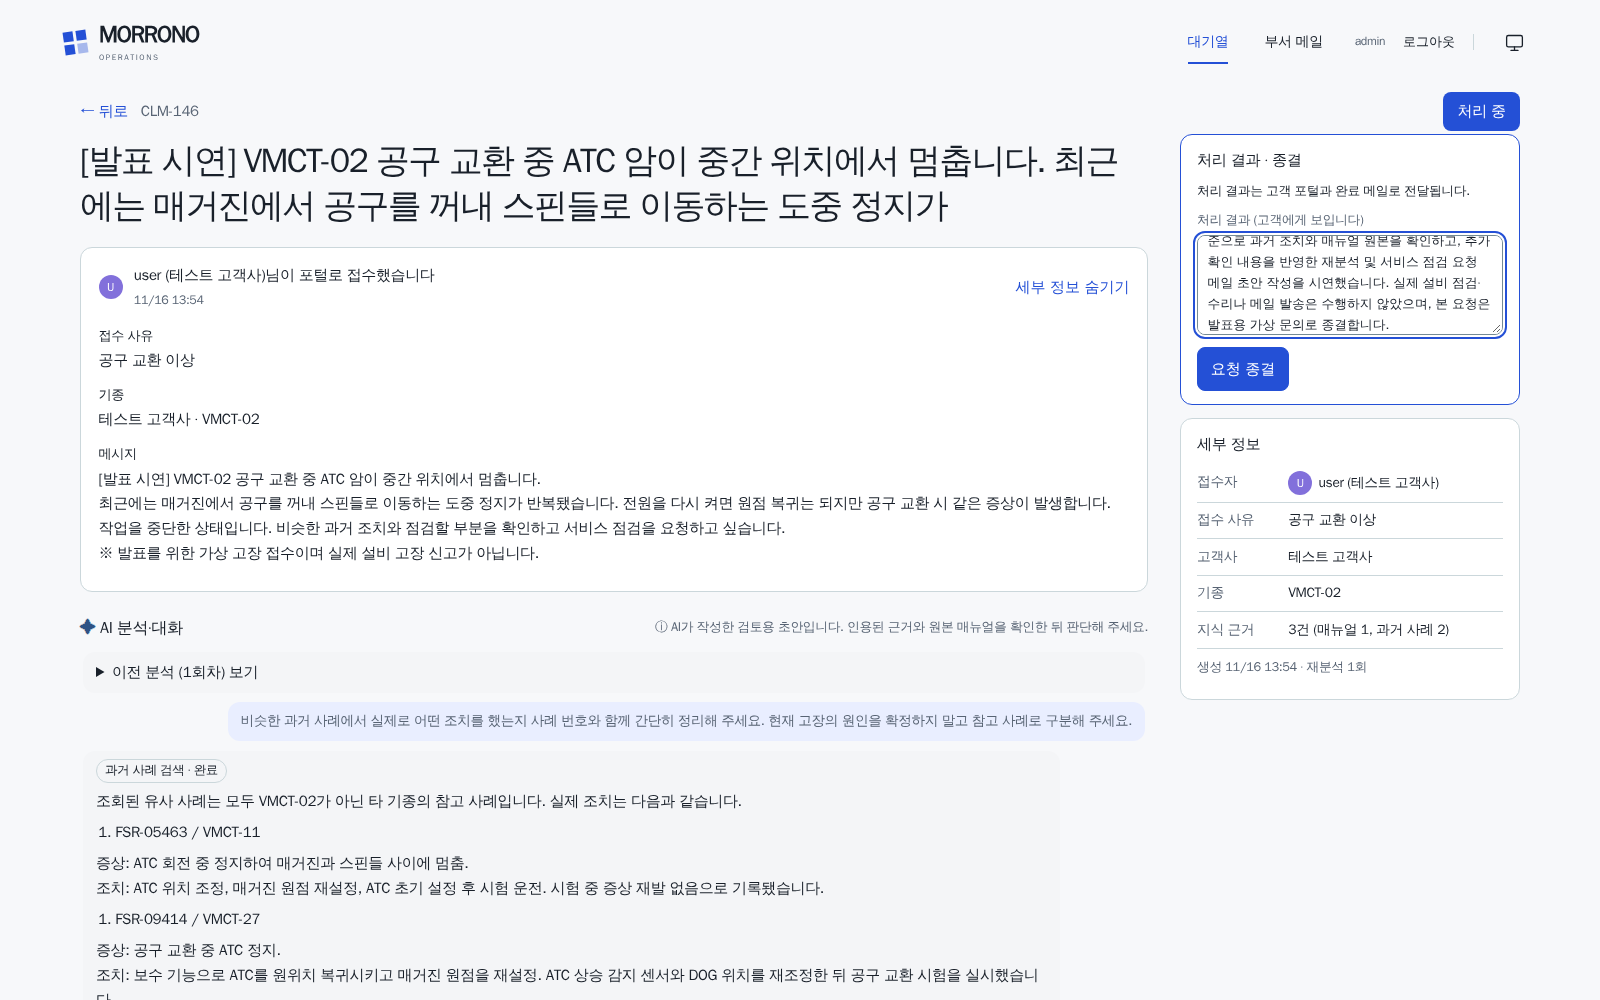 MORRONO
OPERATIONS
대기열
부서 메일
admin
로그아웃
← 뒤로 CLM-146
[발표 시연] VMCT-02 공구 교환 중 ATC 암이 중간 위치에서 멈춥니다. 최근
에는 매거진에서 공구를 꺼내 스핀들로 이동하는 도중 정지가
U
user (테스트 고객사)님이 포털로 접수했습니다
11/16 13:54
세부 정보 숨기기
접수 사유
공구 교환 이상
기종
테스트 고객사 · VMCT-02
메시지
[발표 시연] VMCT-02 공구 교환 중 ATC 암이 중간 위치에서 멈춥니다.
최근에는 매거진에서 공구를 꺼내 스핀들로 이동하는 도중 정지가 반복됐습니다. 전원을 다시 켜면 원점 복귀는 되지만 공구 교환 시 같은 증상이 발생합니다.
작업을 중단한 상태입니다. 비슷한 과거 조치와 점검할 부분을 확인하고 서비스 점검을 요청하고 싶습니다.
※ 발표를 위한 가상 고장 접수이며 실제 설비 고장 신고가 아닙니다.
AI 분석·대화
ⓘ AI가 작성한 검토용 초안입니다. 인용된 근거와 원본 매뉴얼을 확인한 뒤 판단해 주세요.
▶ 이전 분석 (1회차) 보기
비슷한 과거 사례에서 실제로 어떤 조치를 했는지 사례 번호와 함께 간단히 정리해 주세요. 현재 고장의 원인을 확정하지 말고 참고 사례로 구분해 주세요.
과거 사례 검색 · 완료
조회된 유사 사례는 모두 VMCT-02가 아닌 타 기종의 참고 사례입니다. 실제 조치는 다음과 같습니다.
1. FSR-05463 / VMCT-11
증상: ATC 회전 중 정지하여 매거진과 스핀들 사이에 멈춤.
조치: ATC 위치 조정, 매거진 원점 재설정, ATC 초기 설정 후 시험 운전. 시험 중 증상 재발 없음으로 기록됐습니다.
1. FSR-09414 / VMCT-27
증상: 공구 교환 중 ATC 정지.
조치: 보수 기능으로 ATC를 원위치 복귀시키고 매거진 원점을 재설정. ATC 상승 감지 센서와 DOG 위치를 재조정한 뒤 공구 교환 시험을 실시했습니
다.
처리 중
처리 결과 · 종결
처리 결과는 고객 포털과 완료 메일로 전달됩니다.
처리 결과 (고객에게 보입니다)
준으로 과거 조치와 매뉴얼 원본을 확인하고, 추가
확인 내용을 반영한 재분석 및 서비스 점검 요청
메일 초안 작성을 시연했습니다. 실제 설비 점검·
수리나 메일 발송은 수행하지 않았으며, 본 요청은
발표용 가상 문의로 종결합니다.
요청 종결
세부 정보
접수자 U user (테스트 고객사)
접수 사유 공구 교환 이상
고객사 테스트 고객사
기종 VMCT-02
지식 근거 3건 (매뉴얼 1, 과거 사례 2)
생성 11/16 13:54 · 재분석 1회